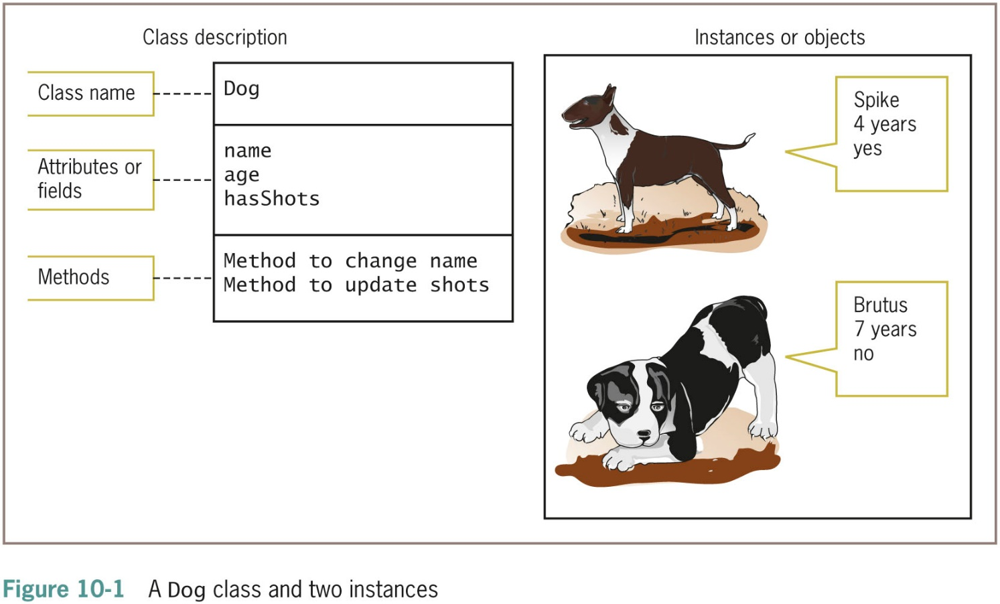 Class description
Class name
Dog
Attributes or
fields
name
age
hasShots
Methods
Method to change name
Method to update shots
Instances or objects
Spike
4 years
yes
Brutus
7 years
no
Figure 10-1 A Dog class and two instances